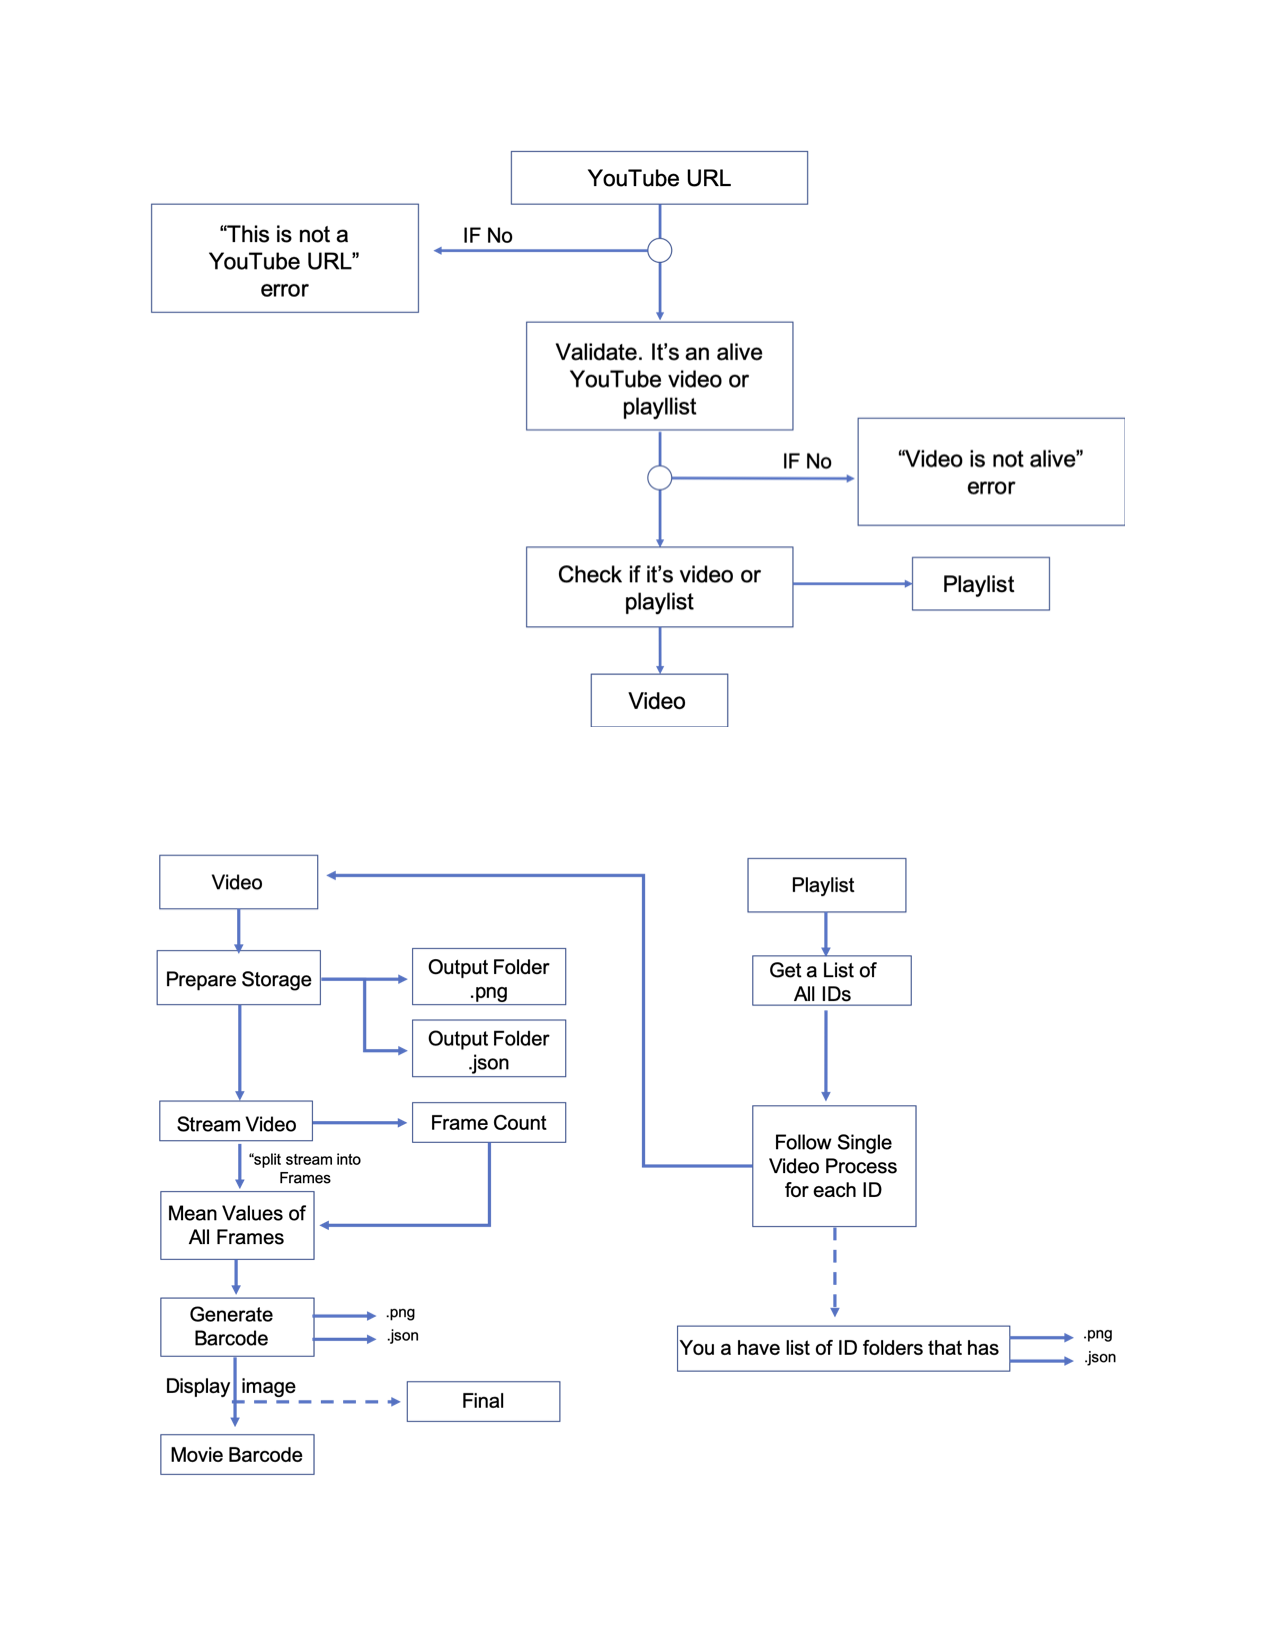 YouTube URL
“This is not a
YouTube URL”
error
IF No
Validate. It’s an alive
YouTube video or
playllist
IF No
“Video is not alive”
error
Check if it’s video or
playlist
Playlist
Video
Video
Prepare Storage
Output Folder
.png
Output Folder
.json
Stream Video
Frame Count
“split stream into
Frames
Mean Values of
All Frames
Generate
Barcode
.png
.json
Display image
Final
Movie Barcode
Playlist
Get a List of
All IDs
Follow Single
Video Process
for each ID
You a have list of ID folders that has
.png
.json